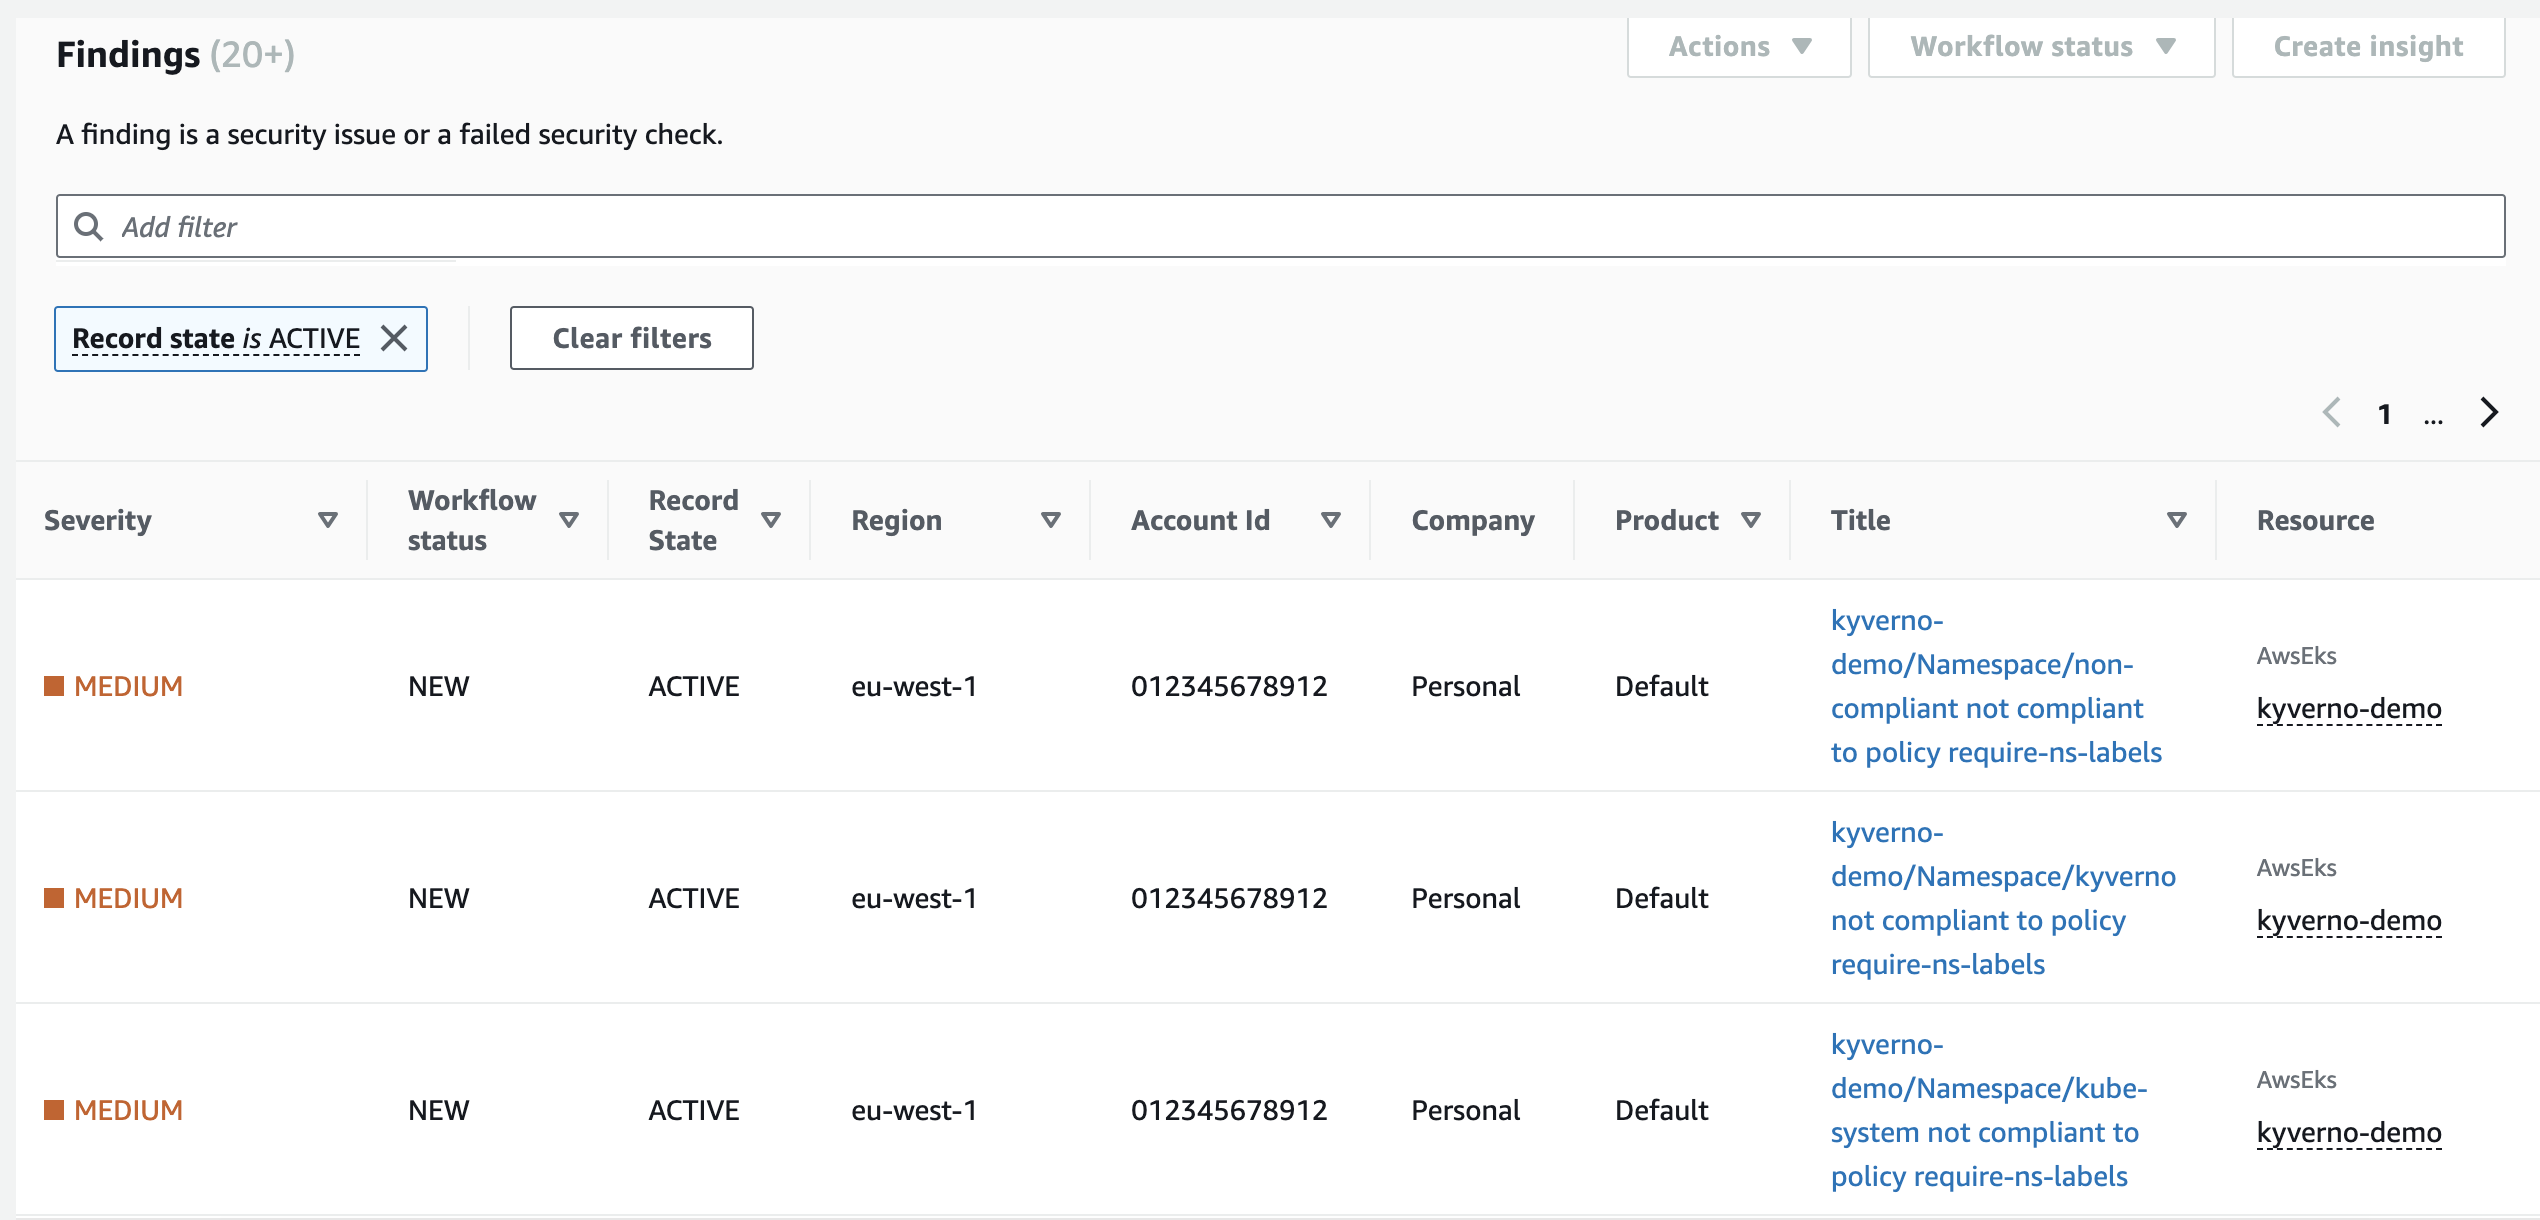 Findings (20+)
Actions
Workflow status
Create insight
A finding is a security issue or a failed security check.
Add filter
Record state is ACTIVE
Clear filters
1 ...
Severity
Workflow
status
Record
State
Region
Account Id
Company
Product
Title
Resource
MEDIUM
NEW
ACTIVE
eu-west-1
012345678912
Personal
Default
kyverno-
demo/Namespace/non-
compliant not compliant
to policy require-ns-labels
AwsEks
kyverno-demo
MEDIUM
NEW
ACTIVE
eu-west-1
012345678912
Personal
Default
kyverno-
demo/Namespace/kyverno
not compliant to policy
require-ns-labels
AwsEks
kyverno-demo
MEDIUM
NEW
ACTIVE
eu-west-1
012345678912
Personal
Default
kyverno-
demo/Namespace/kube-
system not compliant to
policy require-ns-labels
AwsEks
kyverno-demo